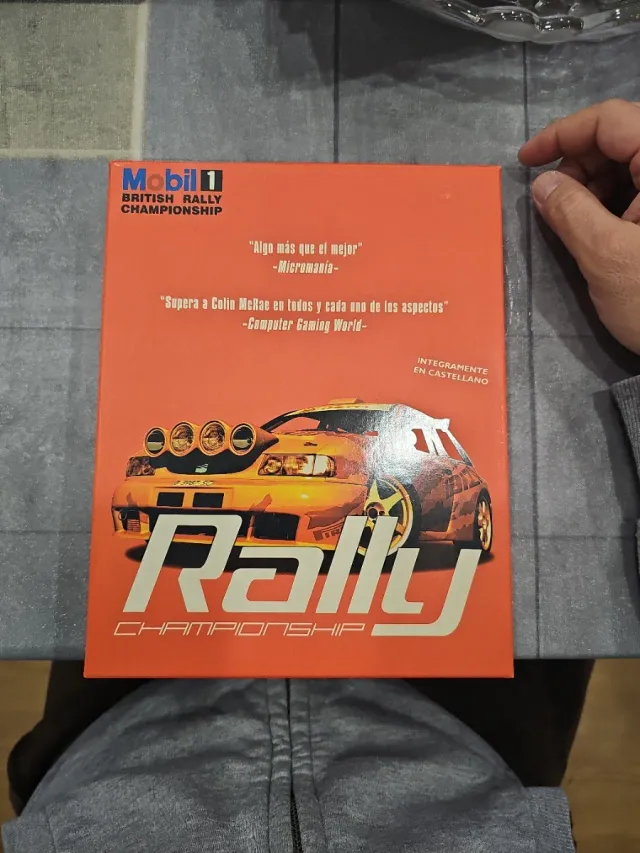 Mobil 1
BRITISH RALLY
CHAMPIONSHIP
"Algo más que el mejor"
-Micromanía-
"Supera a Colin McRae en todos y cada uno de los aspectos"
-Computer Gaming World-
INTEGRAMENTE
EN CASTELLANO
Rally
CHAMPIONSHIP